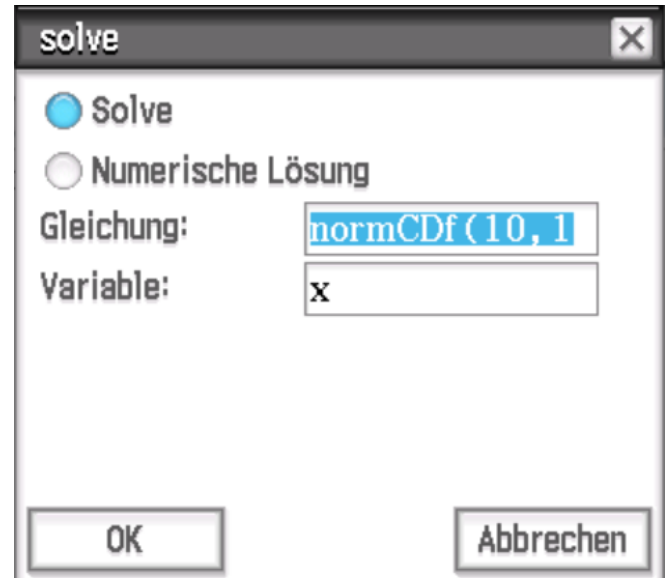 solve
Solve
Numerische Lösung
Gleichung: normCDf(10,1
Variable: x
OK Abbrechen